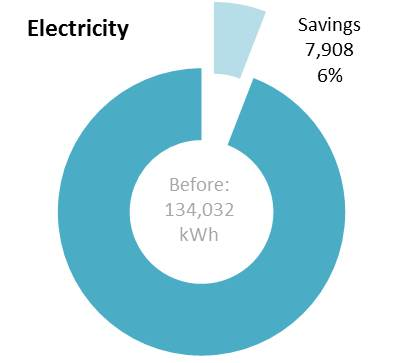 Electricity
Savings
7,908
6%
Before:
134,032
kWh